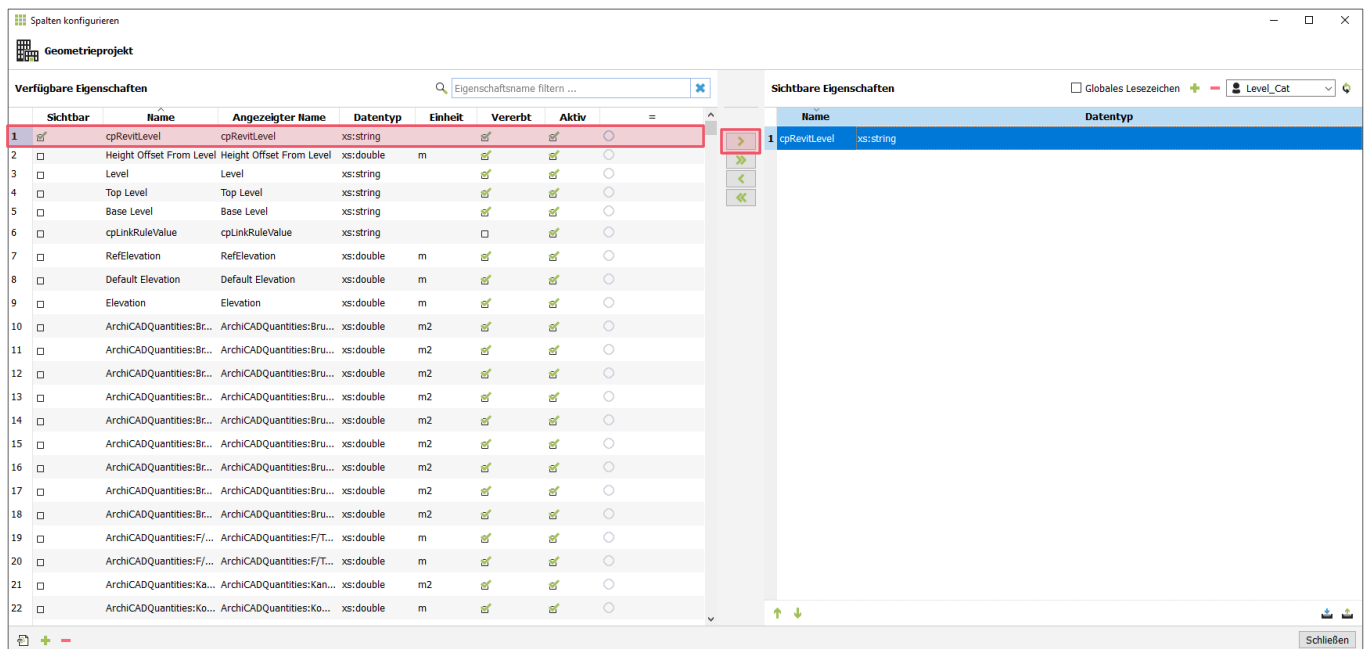 Spalten konfigurieren
Geometrieprojekt
Verfügbare Eigenschaften Eigenschaftsname filtern ... Sichtbare Eigenschaften Globales Lesezeichen Level_Cat
Sichtbar Name Angezeigter Name Datentyp Einheit Vererbt Aktiv = Name Datentyp
1 cpRevitLevel cpRevitLevel xs:string > 1 cpRevitLevel xs:string
2 Height Offset From Level Height Offset From Level xs:double m »
3 Level Level xs:string <
4 Top Level Top Level xs:string «
5 Base Level Base Level xs:string
6 cpLinkRuleValue cpLinkRuleValue xs:string
7 RefElevation RefElevation xs:double m
8 Default Elevation Default Elevation xs:double m
9 Elevation Elevation xs:double m
10 ArchiCADQuantities:Br... ArchiCADQuantities:Bru... xs:double m2
11 ArchiCADQuantities:Br... ArchiCADQuantities:Bru... xs:double m2
12 ArchiCADQuantities:Br... ArchiCADQuantities:Bru... xs:double m2
13 ArchiCADQuantities:Br... ArchiCADQuantities:Bru... xs:double m2
14 ArchiCADQuantities:Br... ArchiCADQuantities:Bru... xs:double m2
15 ArchiCADQuantities:Br... ArchiCADQuantities:Bru... xs:double m2
16 ArchiCADQuantities:Br... ArchiCADQuantities:Bru... xs:double m2
17 ArchiCADQuantities:Br... ArchiCADQuantities:Bru... xs:double m2
18 ArchiCADQuantities:Br... ArchiCADQuantities:Bru... xs:double m2
19 ArchiCADQuantities:F/... ArchiCADQuantities:F/T... xs:double m
20 ArchiCADQuantities:F/... ArchiCADQuantities:F/T... xs:double m
21 ArchiCADQuantities:Ka... ArchiCADQuantities:Kan... xs:double m2
22 ArchiCADQuantities:Ko... ArchiCADQuantities:Ko... xs:double m
Schließen